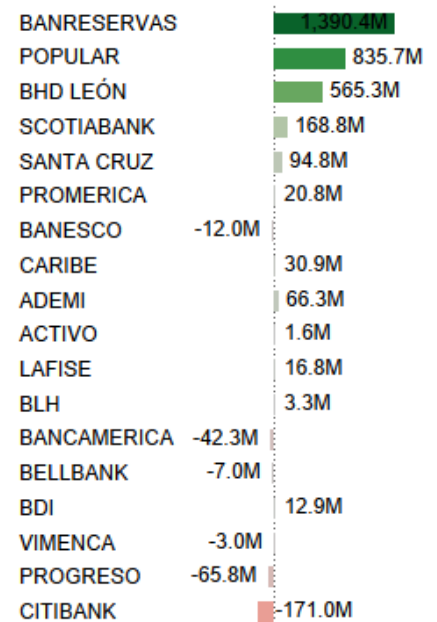 BANRESERVAS 1,390.4M
POPULAR 835.7M
BHD LEÓN 565.3M
SCOTIABANK 168.8M
SANTA CRUZ 94.8M
PROMERICA 20.8M
BANESCO -12.0M
CARIBE 30.9M
ADEMI 66.3M
ACTIVO 1.6M
LAFISE 16.8M
BLH 3.3M
BANCAMERICA -42.3M
BELLBANK -7.0M
BDI 12.9M
VIMENCA -3.0M
PROGRESO -65.8M
CITIBANK -171.0M